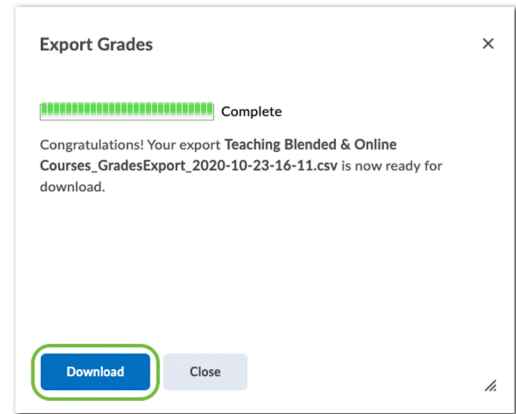 Export Grades
Complete
Congratulations! Your export Teaching Blended & Online
Courses_GradesExport_2020-10-23-16-11.csv is now ready for
download.
Download
Close